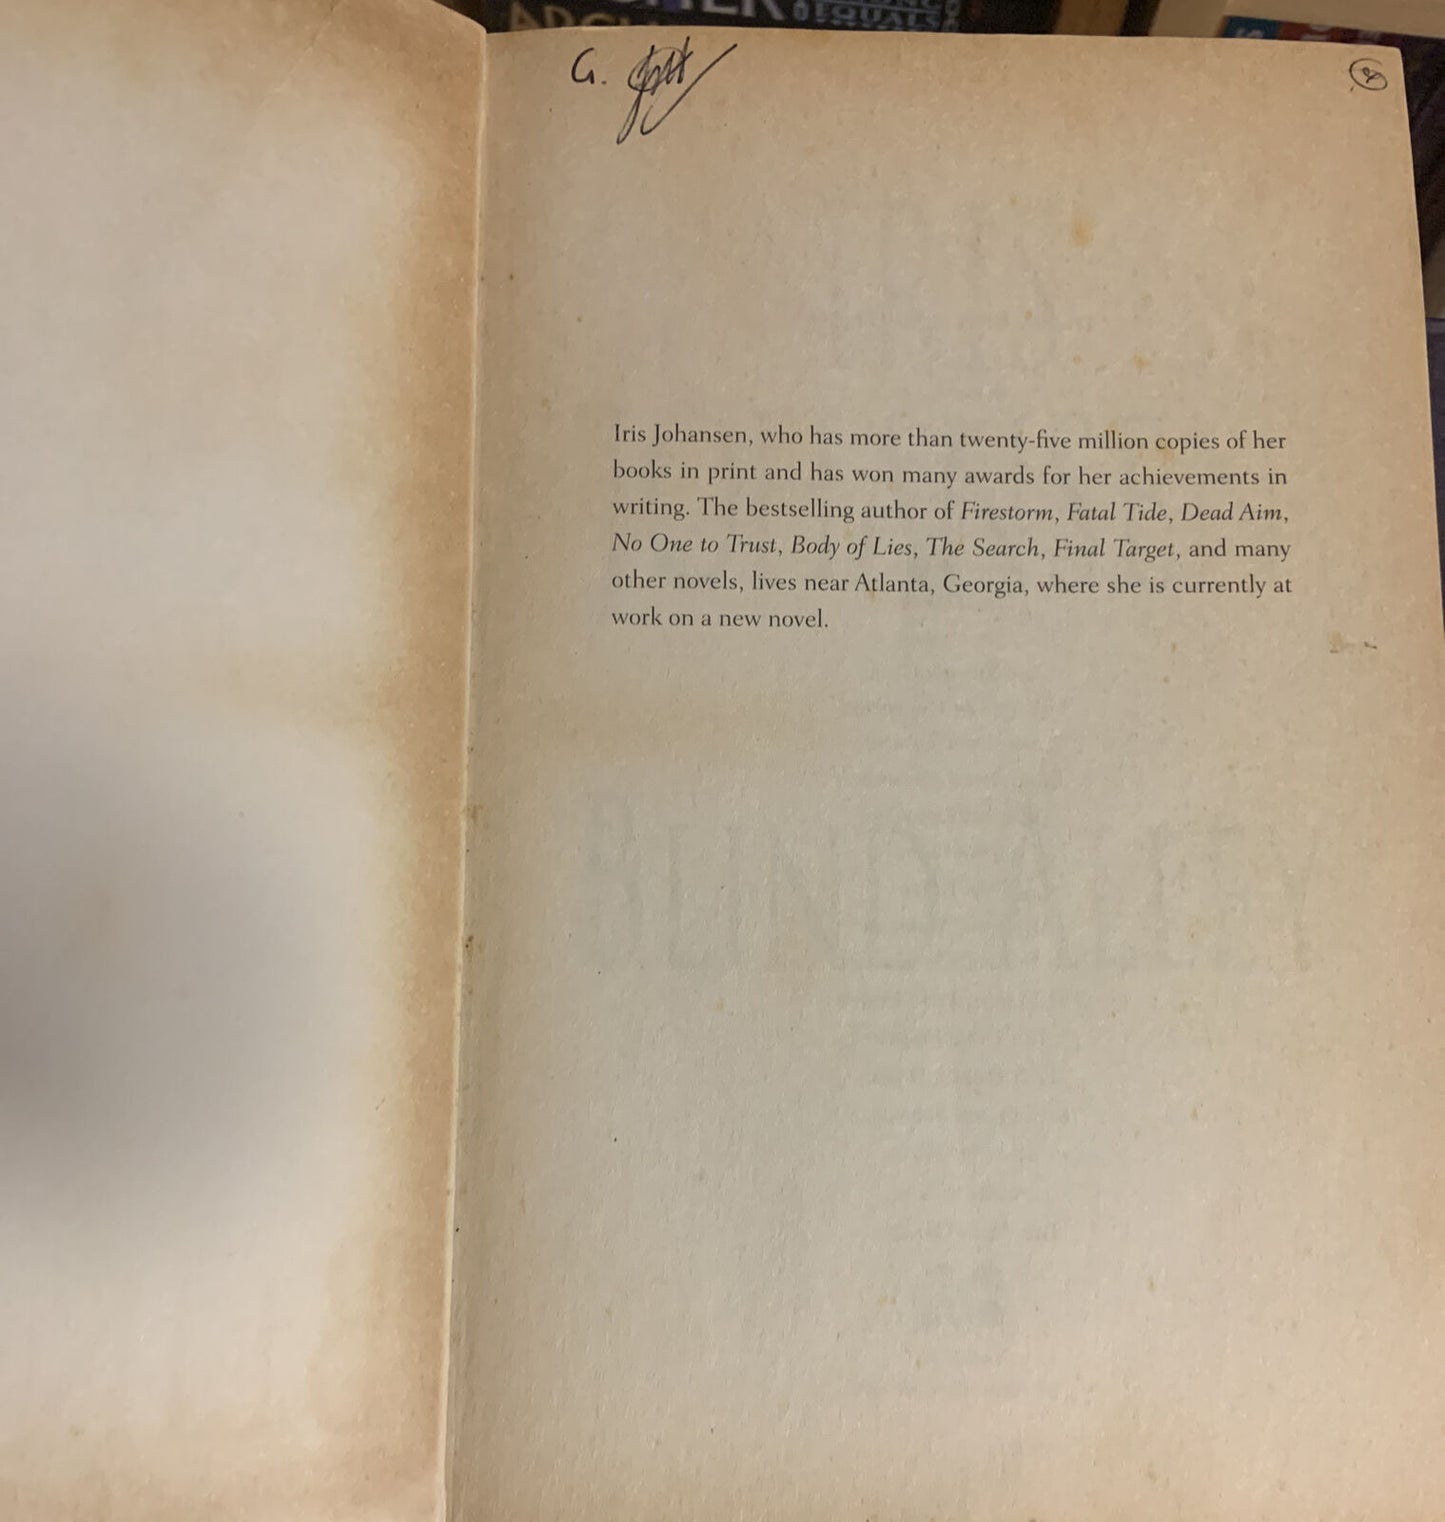 OF EQUALS
G.
Iris Johansen, who has more than twenty-five million copies of her
books in print and has won many awards for her achievements in
writing. The bestselling author of Firestorm, Fatal Tide, Dead Aim,
No One to Trust, Body of Lies, The Search, Final Target, and many
other novels, lives near Atlanta, Georgia, where she is currently at
work on a new novel.